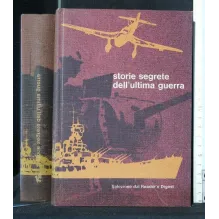 storie segrete
dell'ultima guerra
Selezione dal Reader's Digest